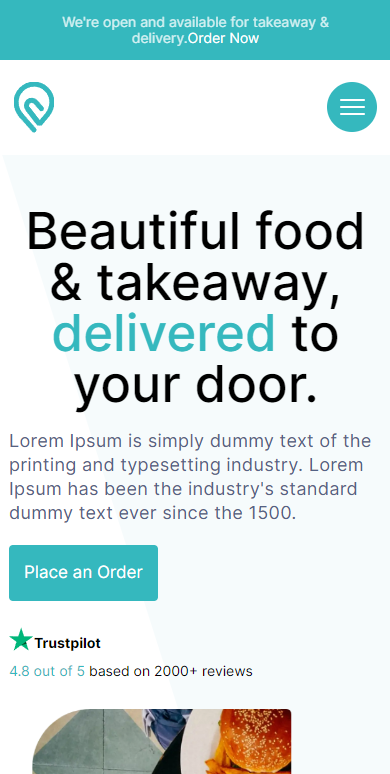 We're open and available for takeaway &
delivery.Order Now
Beautiful food
& takeaway,
delivered to
your door.
Lorem Ipsum is simply dummy text of the
printing and typesetting industry. Lorem
Ipsum has been the industry's standard
dummy text ever since the 1500.
Place an Order
Trustpilot
4.8 out of 5 based on 2000+ reviews